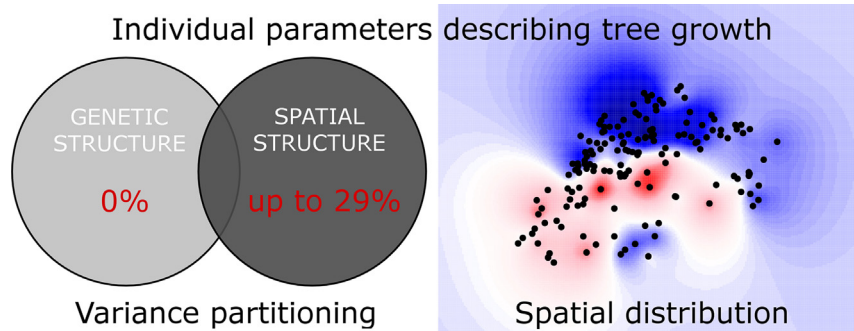 Individual parameters describing tree growth
GENETIC
STRUCTURE
0%
SPATIAL
STRUCTURE
up to 29%
Variance partitioning
Spatial distribution